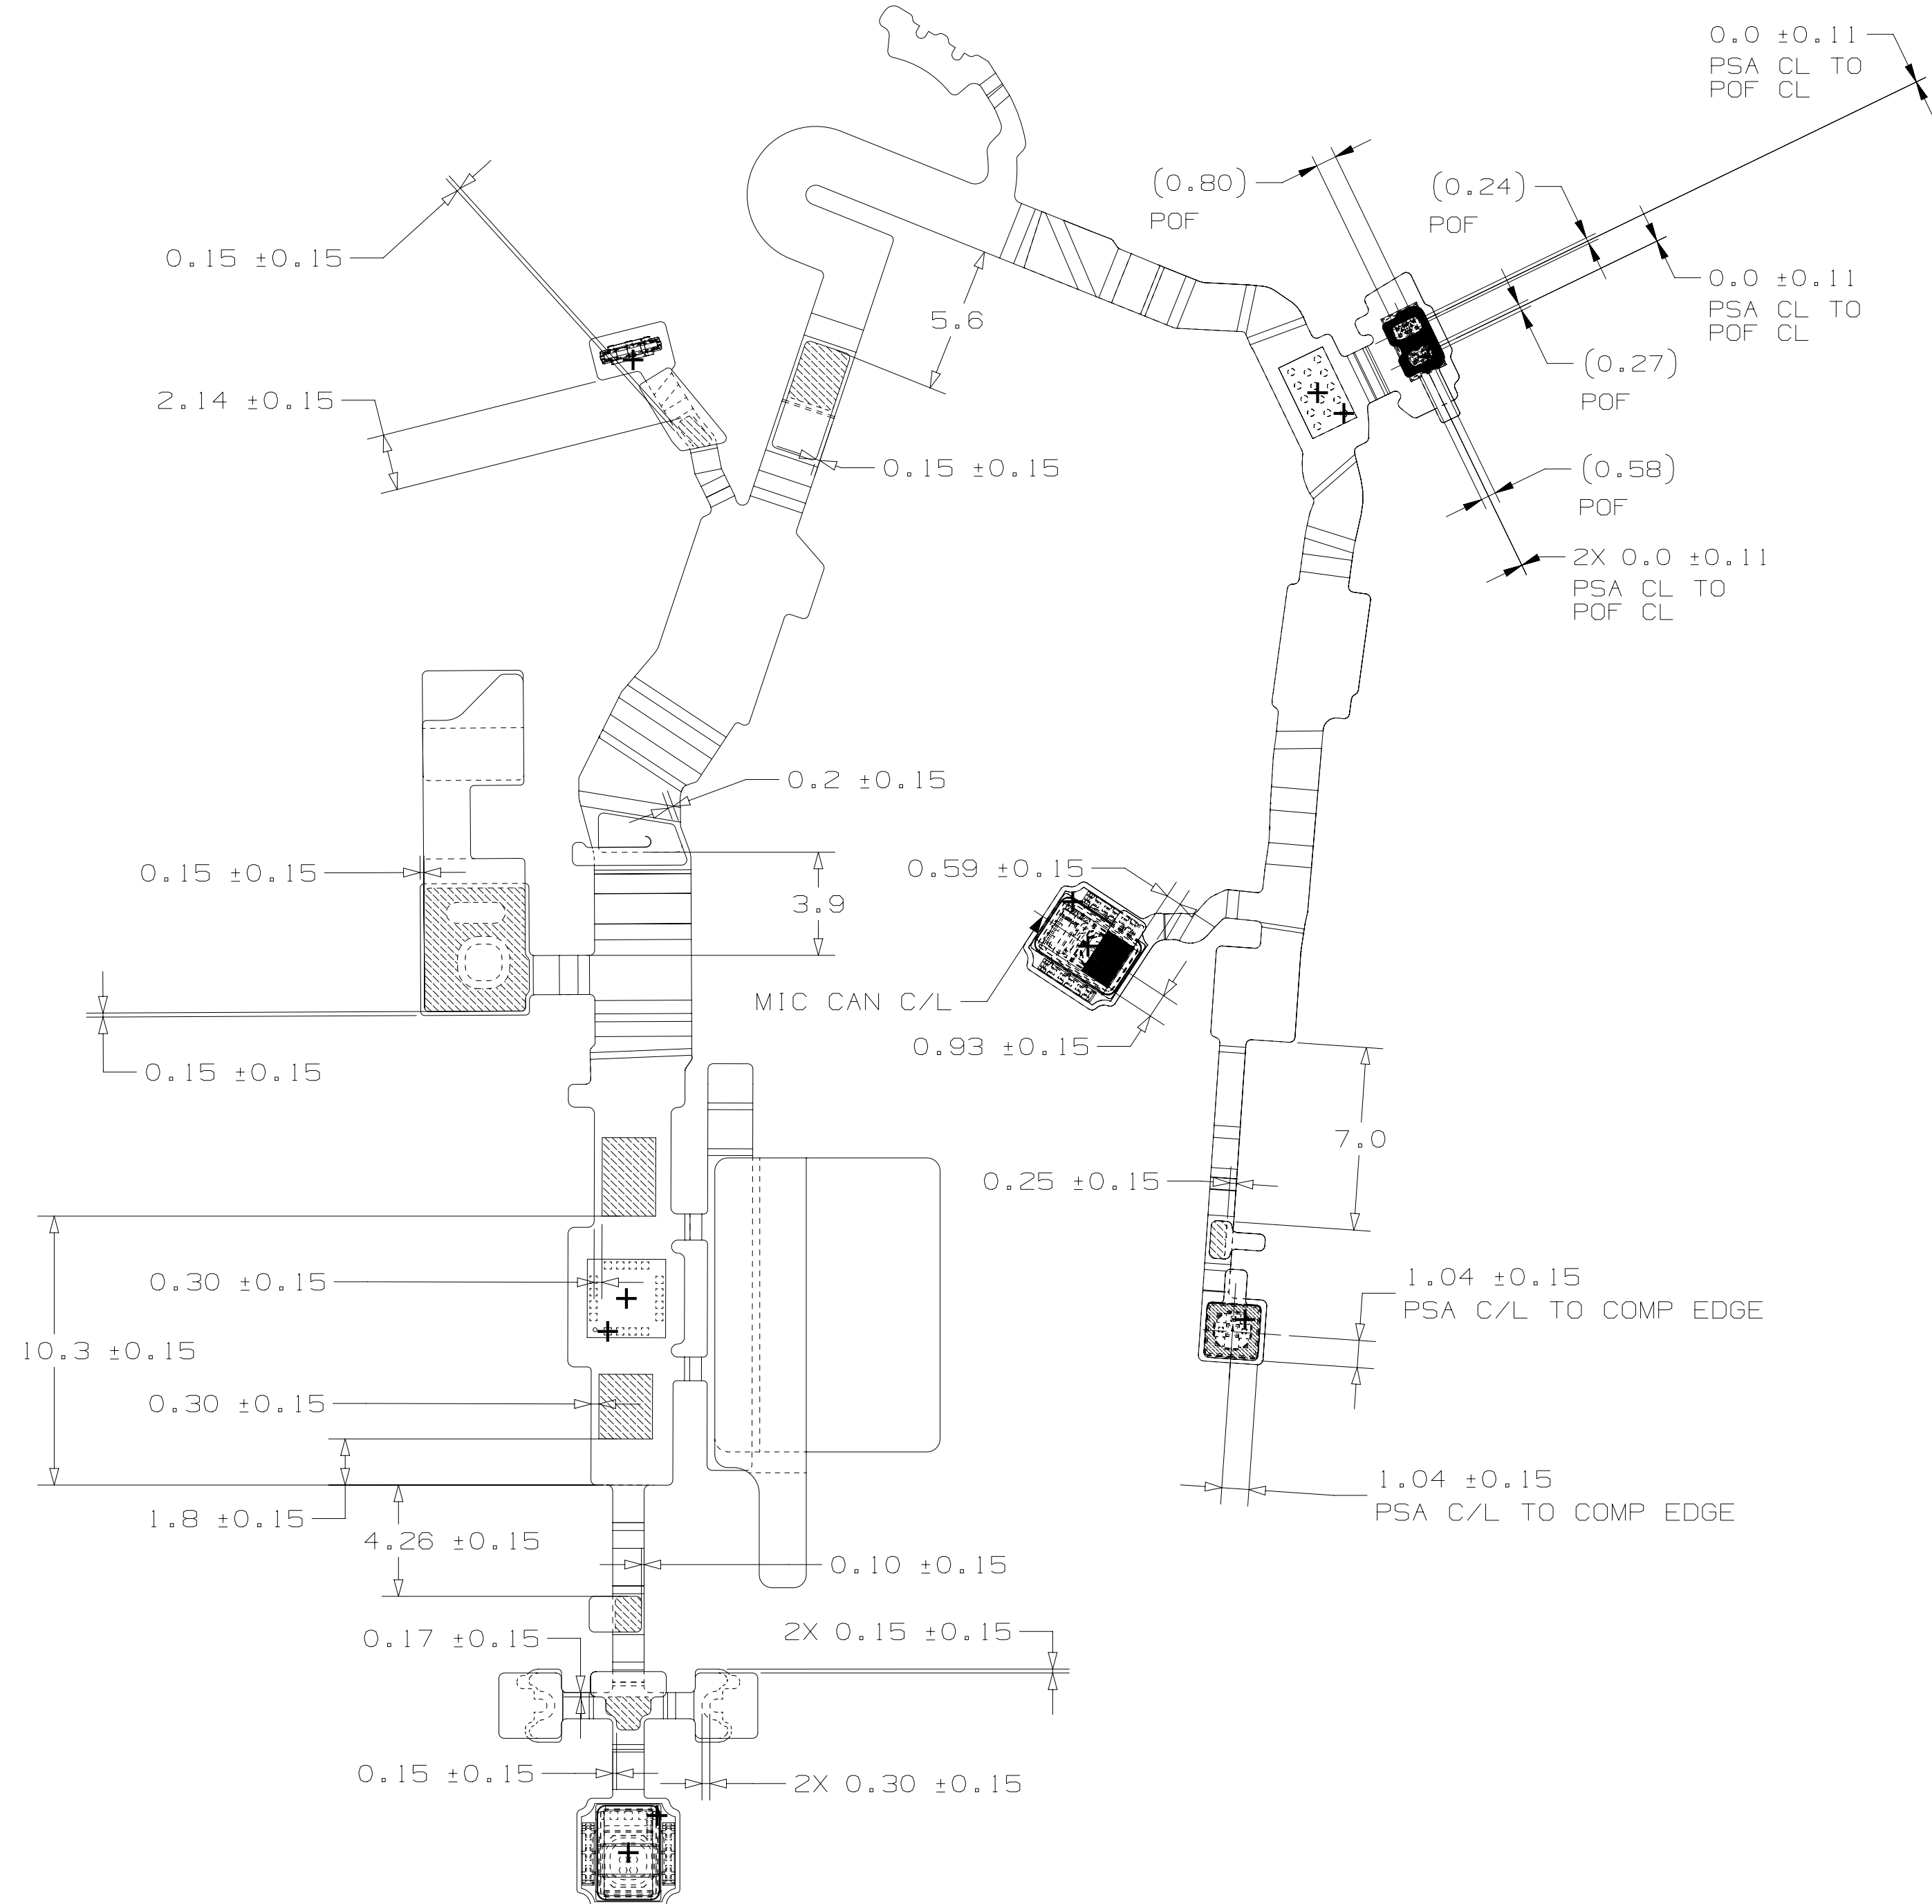 0.0 ±0.11
PSA CL TO
POF CL
(0.80)
POF
(0.24)
POF
0.15 ±0.15
0.0 ±0.11
PSA CL TO
POF CL
5.6
(0.27)
POF
2.14 ±0.15
0.15 ±0.15
(0.58)
POF
2X 0.0 ±0.11
PSA CL TO
POF CL
0.2 ±0.15
0.15 ±0.15
0.59 ±0.15
3.9
MIC CAN C/L
0.93 ±0.15
0.15 ±0.15
7.0
0.25 ±0.15
0.30 ±0.15
1.04 ±0.15
PSA C/L TO COMP EDGE
10.3 ±0.15
0.30 ±0.15
1.04 ±0.15
PSA C/L TO COMP EDGE
1.8 ±0.15
4.26 ±0.15
0.10 ±0.15
0.17 ±0.15
2X 0.15 ±0.15
0.15 ±0.15
2X 0.30 ±0.15